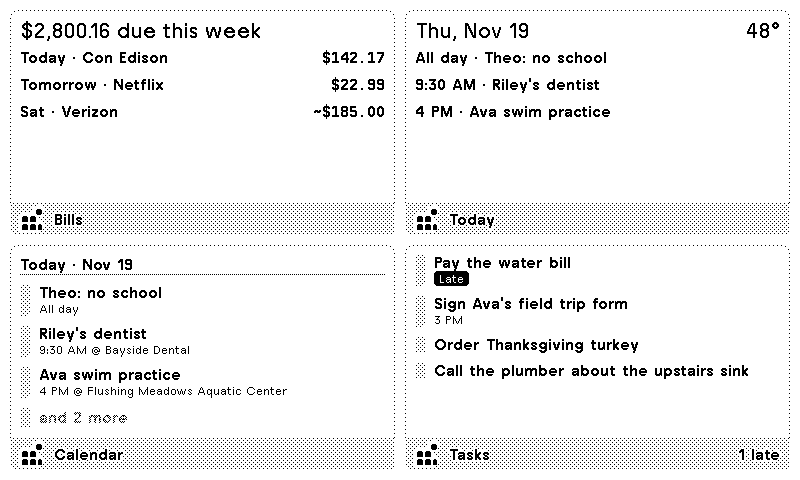 $2,800.16 due this week
Today · Con Edison $142.17
Tomorrow · Netflix $22.99
Sat · Verizon ~$185.00
Bills
Thu, Nov 19 48°
All day · Theo: no school
9:30 AM · Riley's dentist
4 PM · Ava swim practice
Today
Today · Nov 19
Theo: no school
All day
Riley's dentist
9:30 AM @ Bayside Dental
Ava swim practice
4 PM @ Flushing Meadows Aquatic Center
and 2 more
Calendar
Pay the water bill
Late
Sign Ava's field trip form
3 PM
Order Thanksgiving turkey
Call the plumber about the upstairs sink
Tasks 1 late